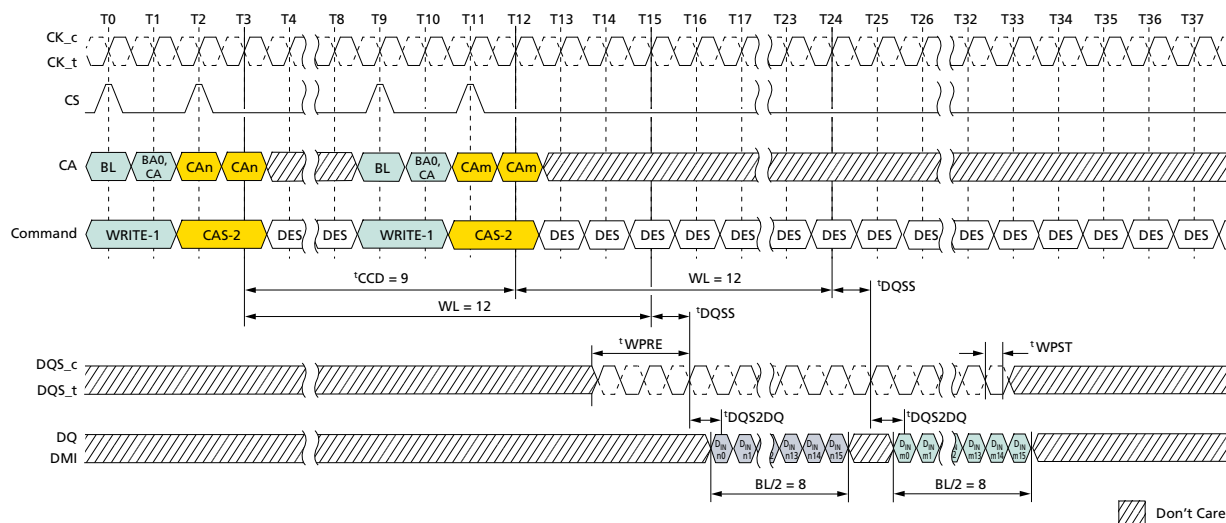 T0 T1 T2 T3 T4 T8 T9 T10 T11 T12 T13 T14 T15 T16 T17 T23 T24 T25 T26 T32 T33 T34 T35 T36 T37
CK_c
CK_t
CS
CA BL BA0, CA CAn CAn BL BA0, CA CAm CAm
Command WRITE-1 CAS-2 DES DES WRITE-1 CAS-2 DES DES DES DES DES DES DES DES DES DES DES DES DES DES DES
tCCD = 9 WL = 12 tDQSS
WL = 12 tDQSS
tWPRE tWPST
DQS_c
DQS_t
tDQS2DQ tDQS2DQ
DQ
DMI
DIN n0 DIN n1 DIN n13 DIN n14 DIN n15 DIN m0 DIN m1 DIN m13 DIN m14 DIN m15
BL/2 = 8 BL/2 = 8
Don't Care